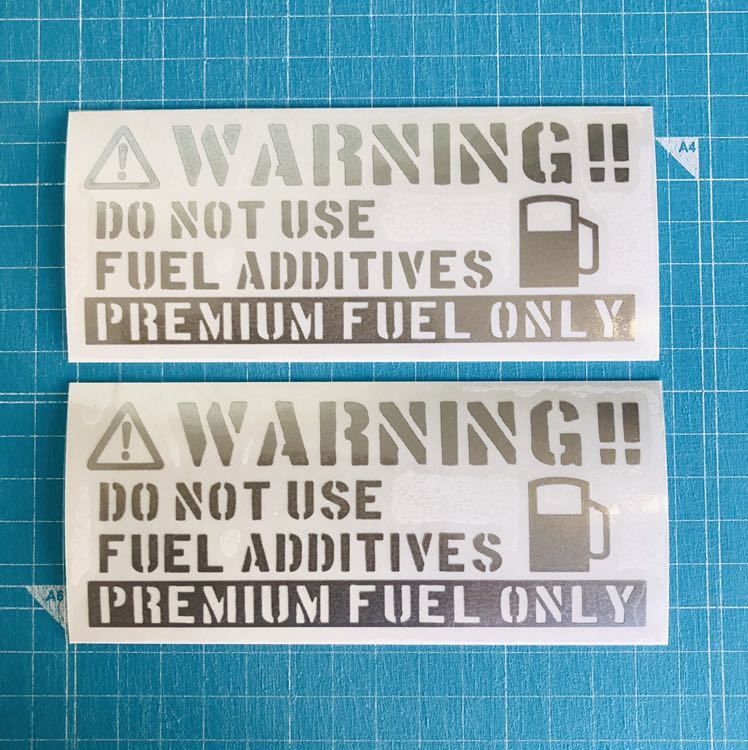 WARNING!!
DO NOT USE
FUEL ADDITIVES
PREMIUM FUEL ONLY
A4
WARNING!!
DO NOT USE
FUEL ADDITIVES
PREMIUM FUEL ONLY
A6